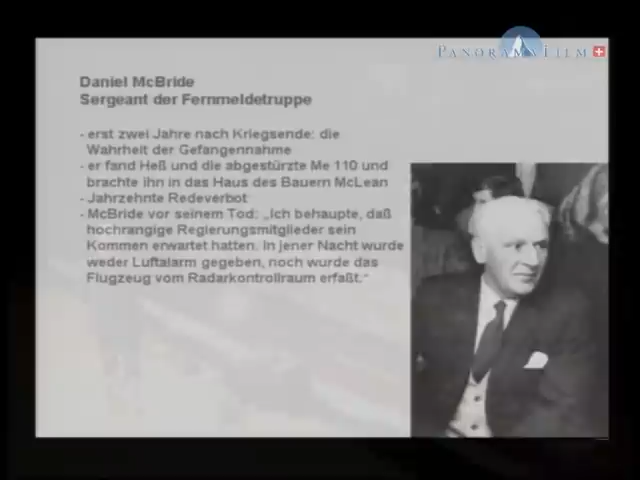 PANORAMA FILM
Daniel McBride
Sergeant der Fernmeldetruppe
- erst zwei Jahre nach Kriegsende: die
Wahrheit der Gefangennahme
- er fand Heß und die abgestürzte Me 110 und
brachte ihn in das Haus des Bauern McLean
- Jahrzehnte Redeverbot
- McBride vor seinem Tod: „Ich behaupte, daß
hochrangige Regierungsmitglieder sein
Kommen erwartet hatten. In jener Nacht wurde
weder Luftalarm gegeben, noch wurde das
Flugzeug vom Radarkontrollraum erfaßt.“